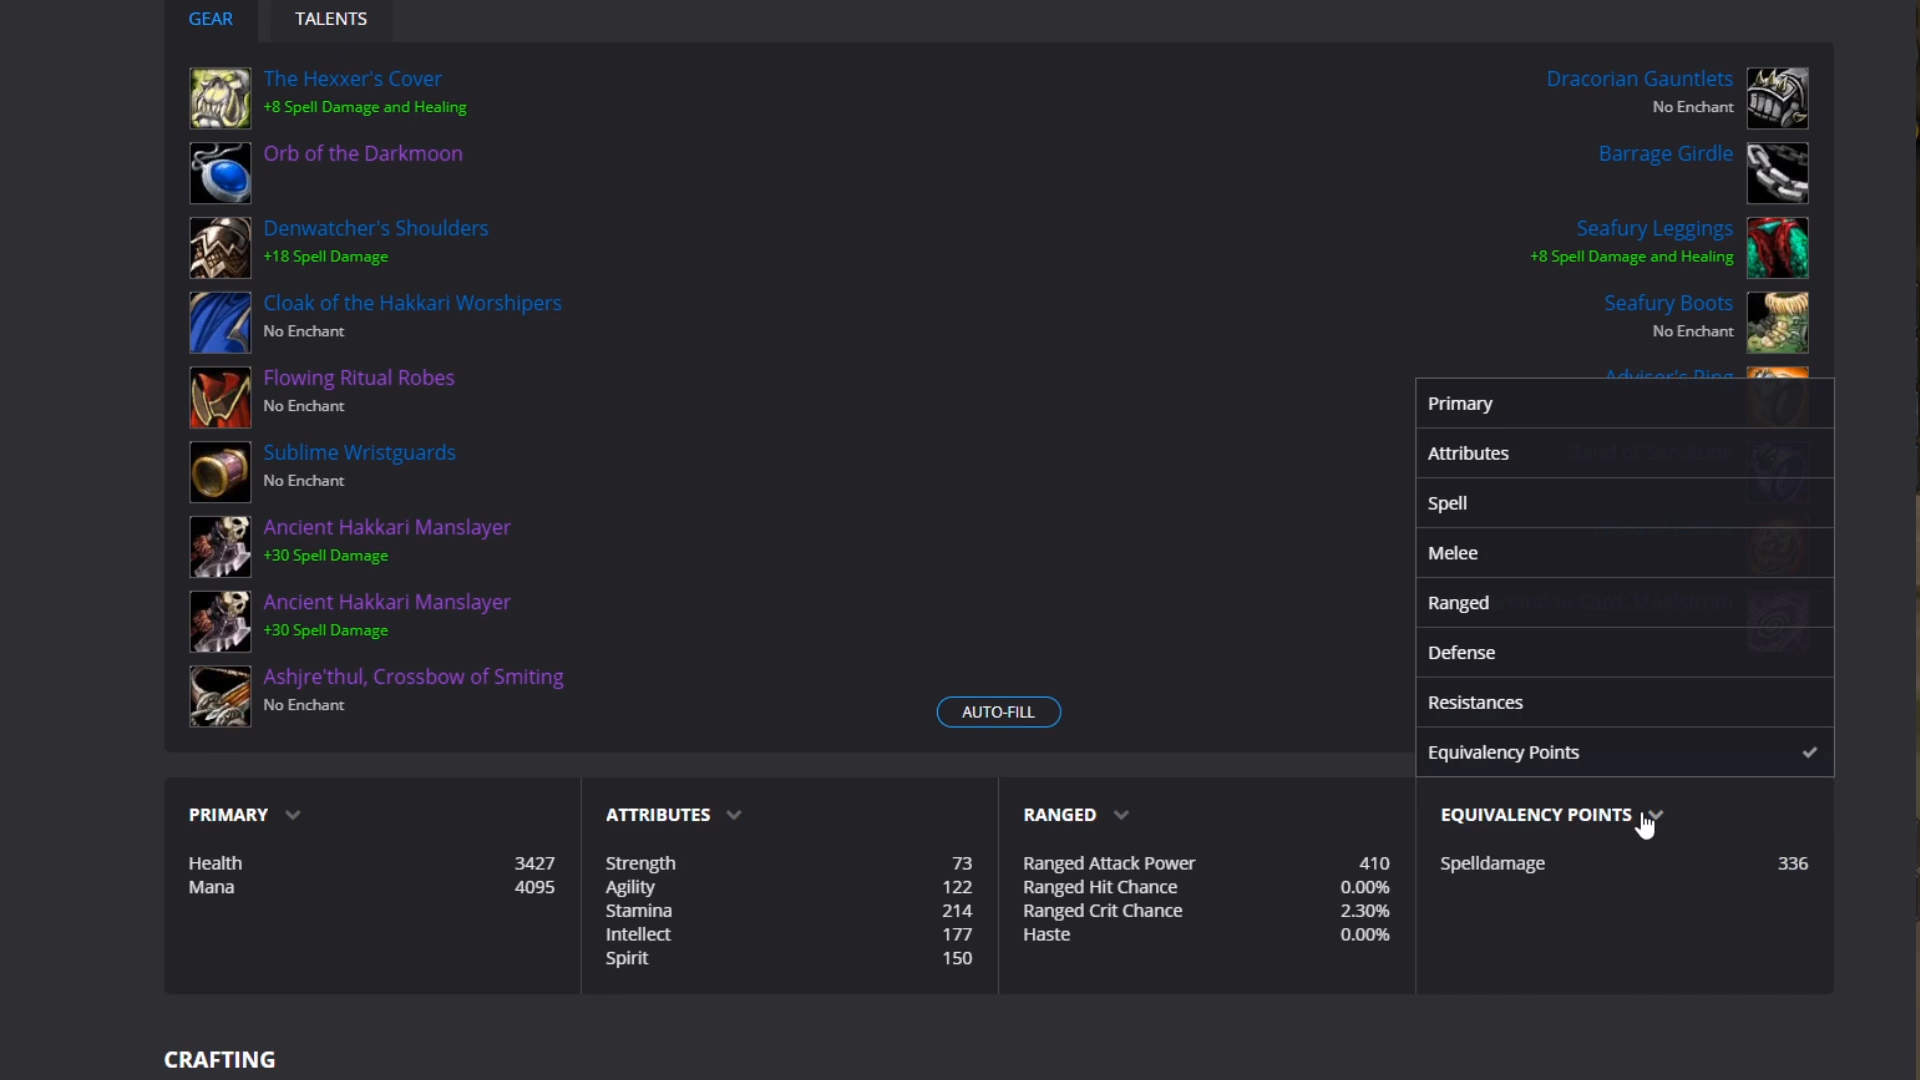 GEAR
TALENTS
The Hexxer's Cover
+8 Spell Damage and Healing
Orb of the Darkmoon
Denwatcher's Shoulders
+18 Spell Damage
Cloak of the Hakkari Worshipers
No Enchant
Flowing Ritual Robes
No Enchant
Sublime Wristguards
No Enchant
Ancient Hakkari Manslayer
+30 Spell Damage
Ancient Hakkari Manslayer
+30 Spell Damage
Ashjre'thul, Crossbow of Smiting
No Enchant
AUTO-FILL
Dracorian Gauntlets
No Enchant
Barrage Girdle
Seafury Leggings
+8 Spell Damage and Healing
Seafury Boots
No Enchant
Advisor's Ring
Primary
Attributes
Spell
Melee
Ranged
Defense
Resistances
Equivalency Points
PRIMARY
Health 3427
Mana 4095
ATTRIBUTES
Strength 73
Agility 122
Stamina 214
Intellect 177
Spirit 150
RANGED
Ranged Attack Power 410
Ranged Hit Chance 0.00%
Ranged Crit Chance 2.30%
Haste 0.00%
EQUIVALENCY POINTS
Spelldamage 336
CRAFTING